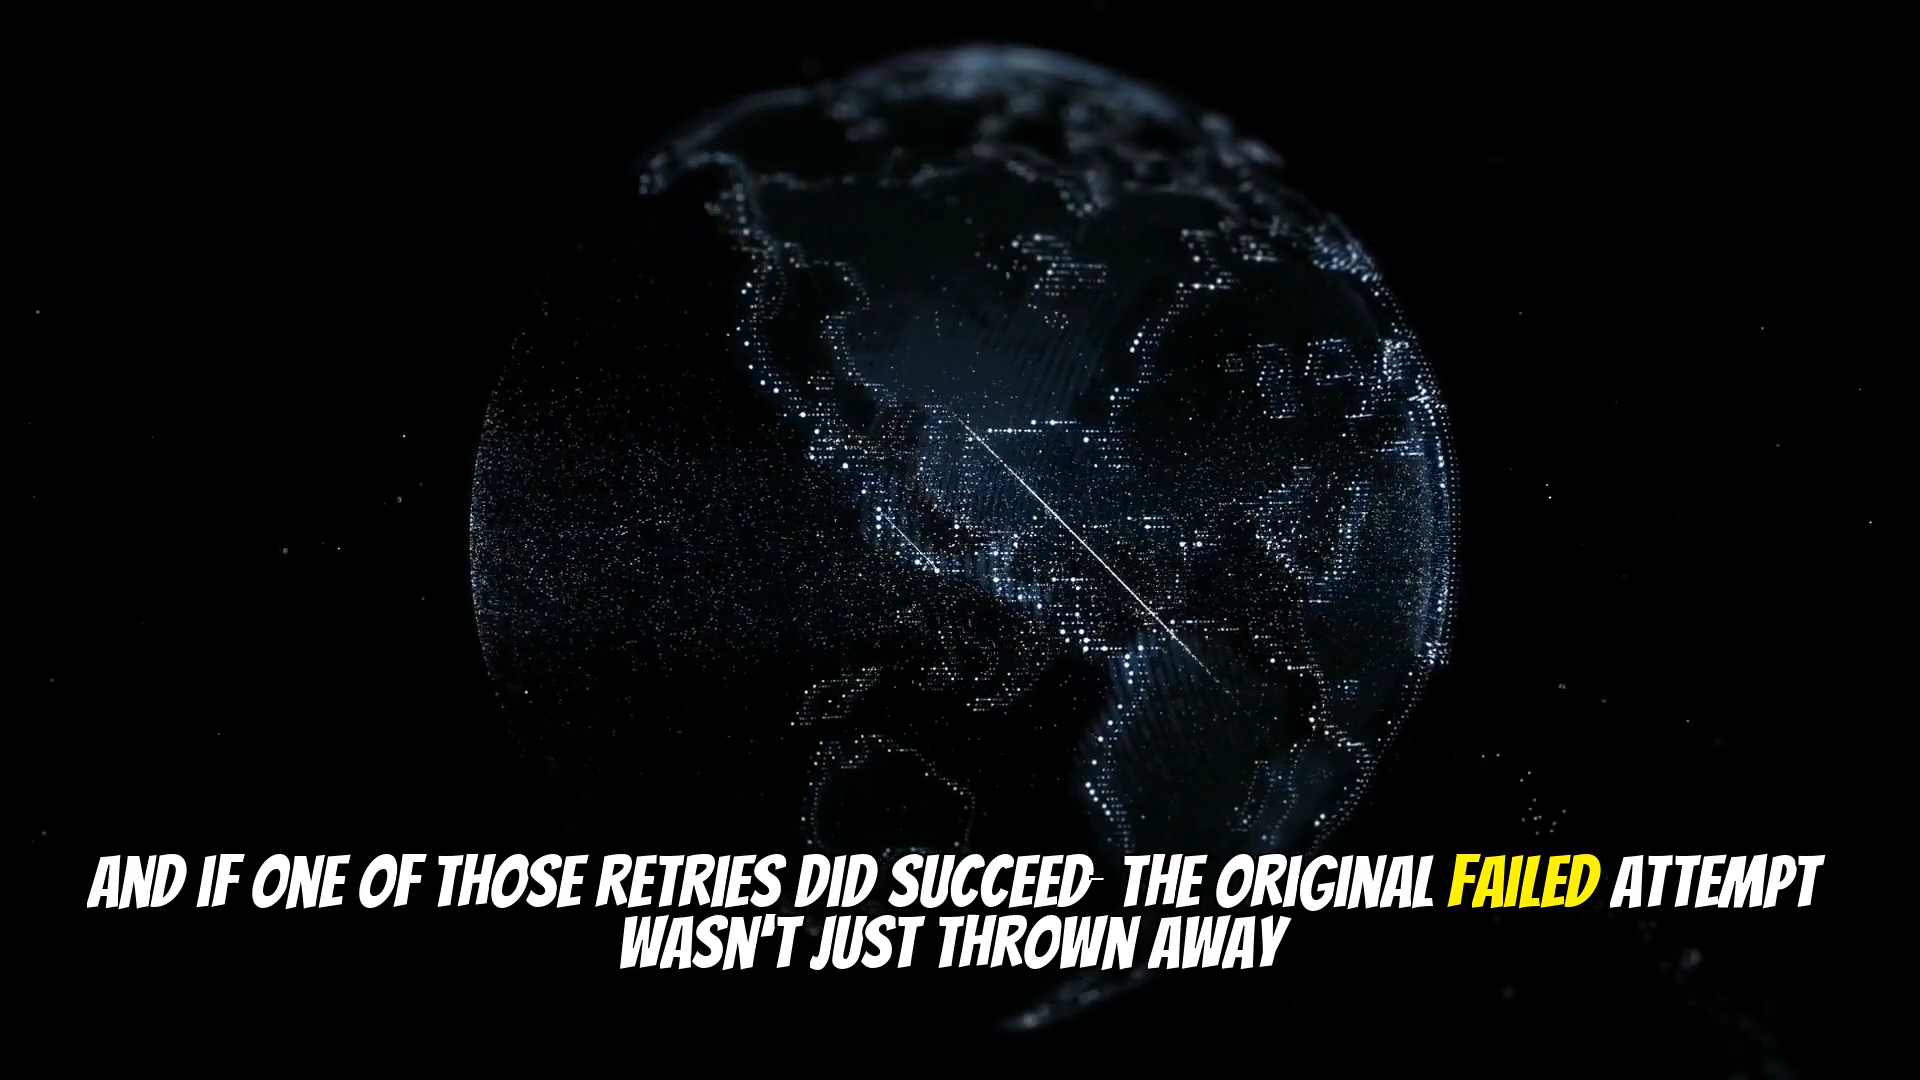 AND IF ONE OF THOSE RETRIES DID SUCCEED- THE ORIGINAL FAILED ATTEMPT
WASN'T JUST THROWN AWAY